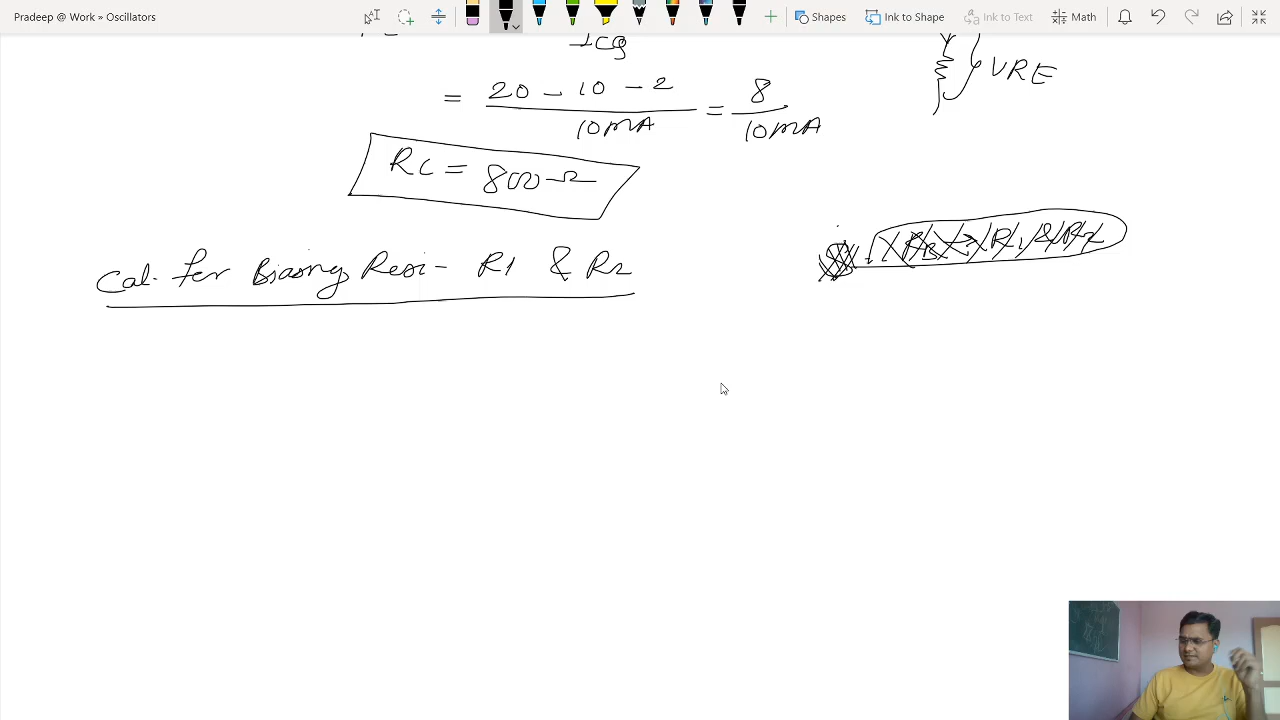 Pradeep @ Work > Oscillators
Shapes
Ink to Shape
Ink to Text
Math
ICQ
VRE
= 20 - 10 - 2 / 10mA = 8 / 10mA
RC = 800 Ω
Cal. for Biasing Resi- R1 & R2